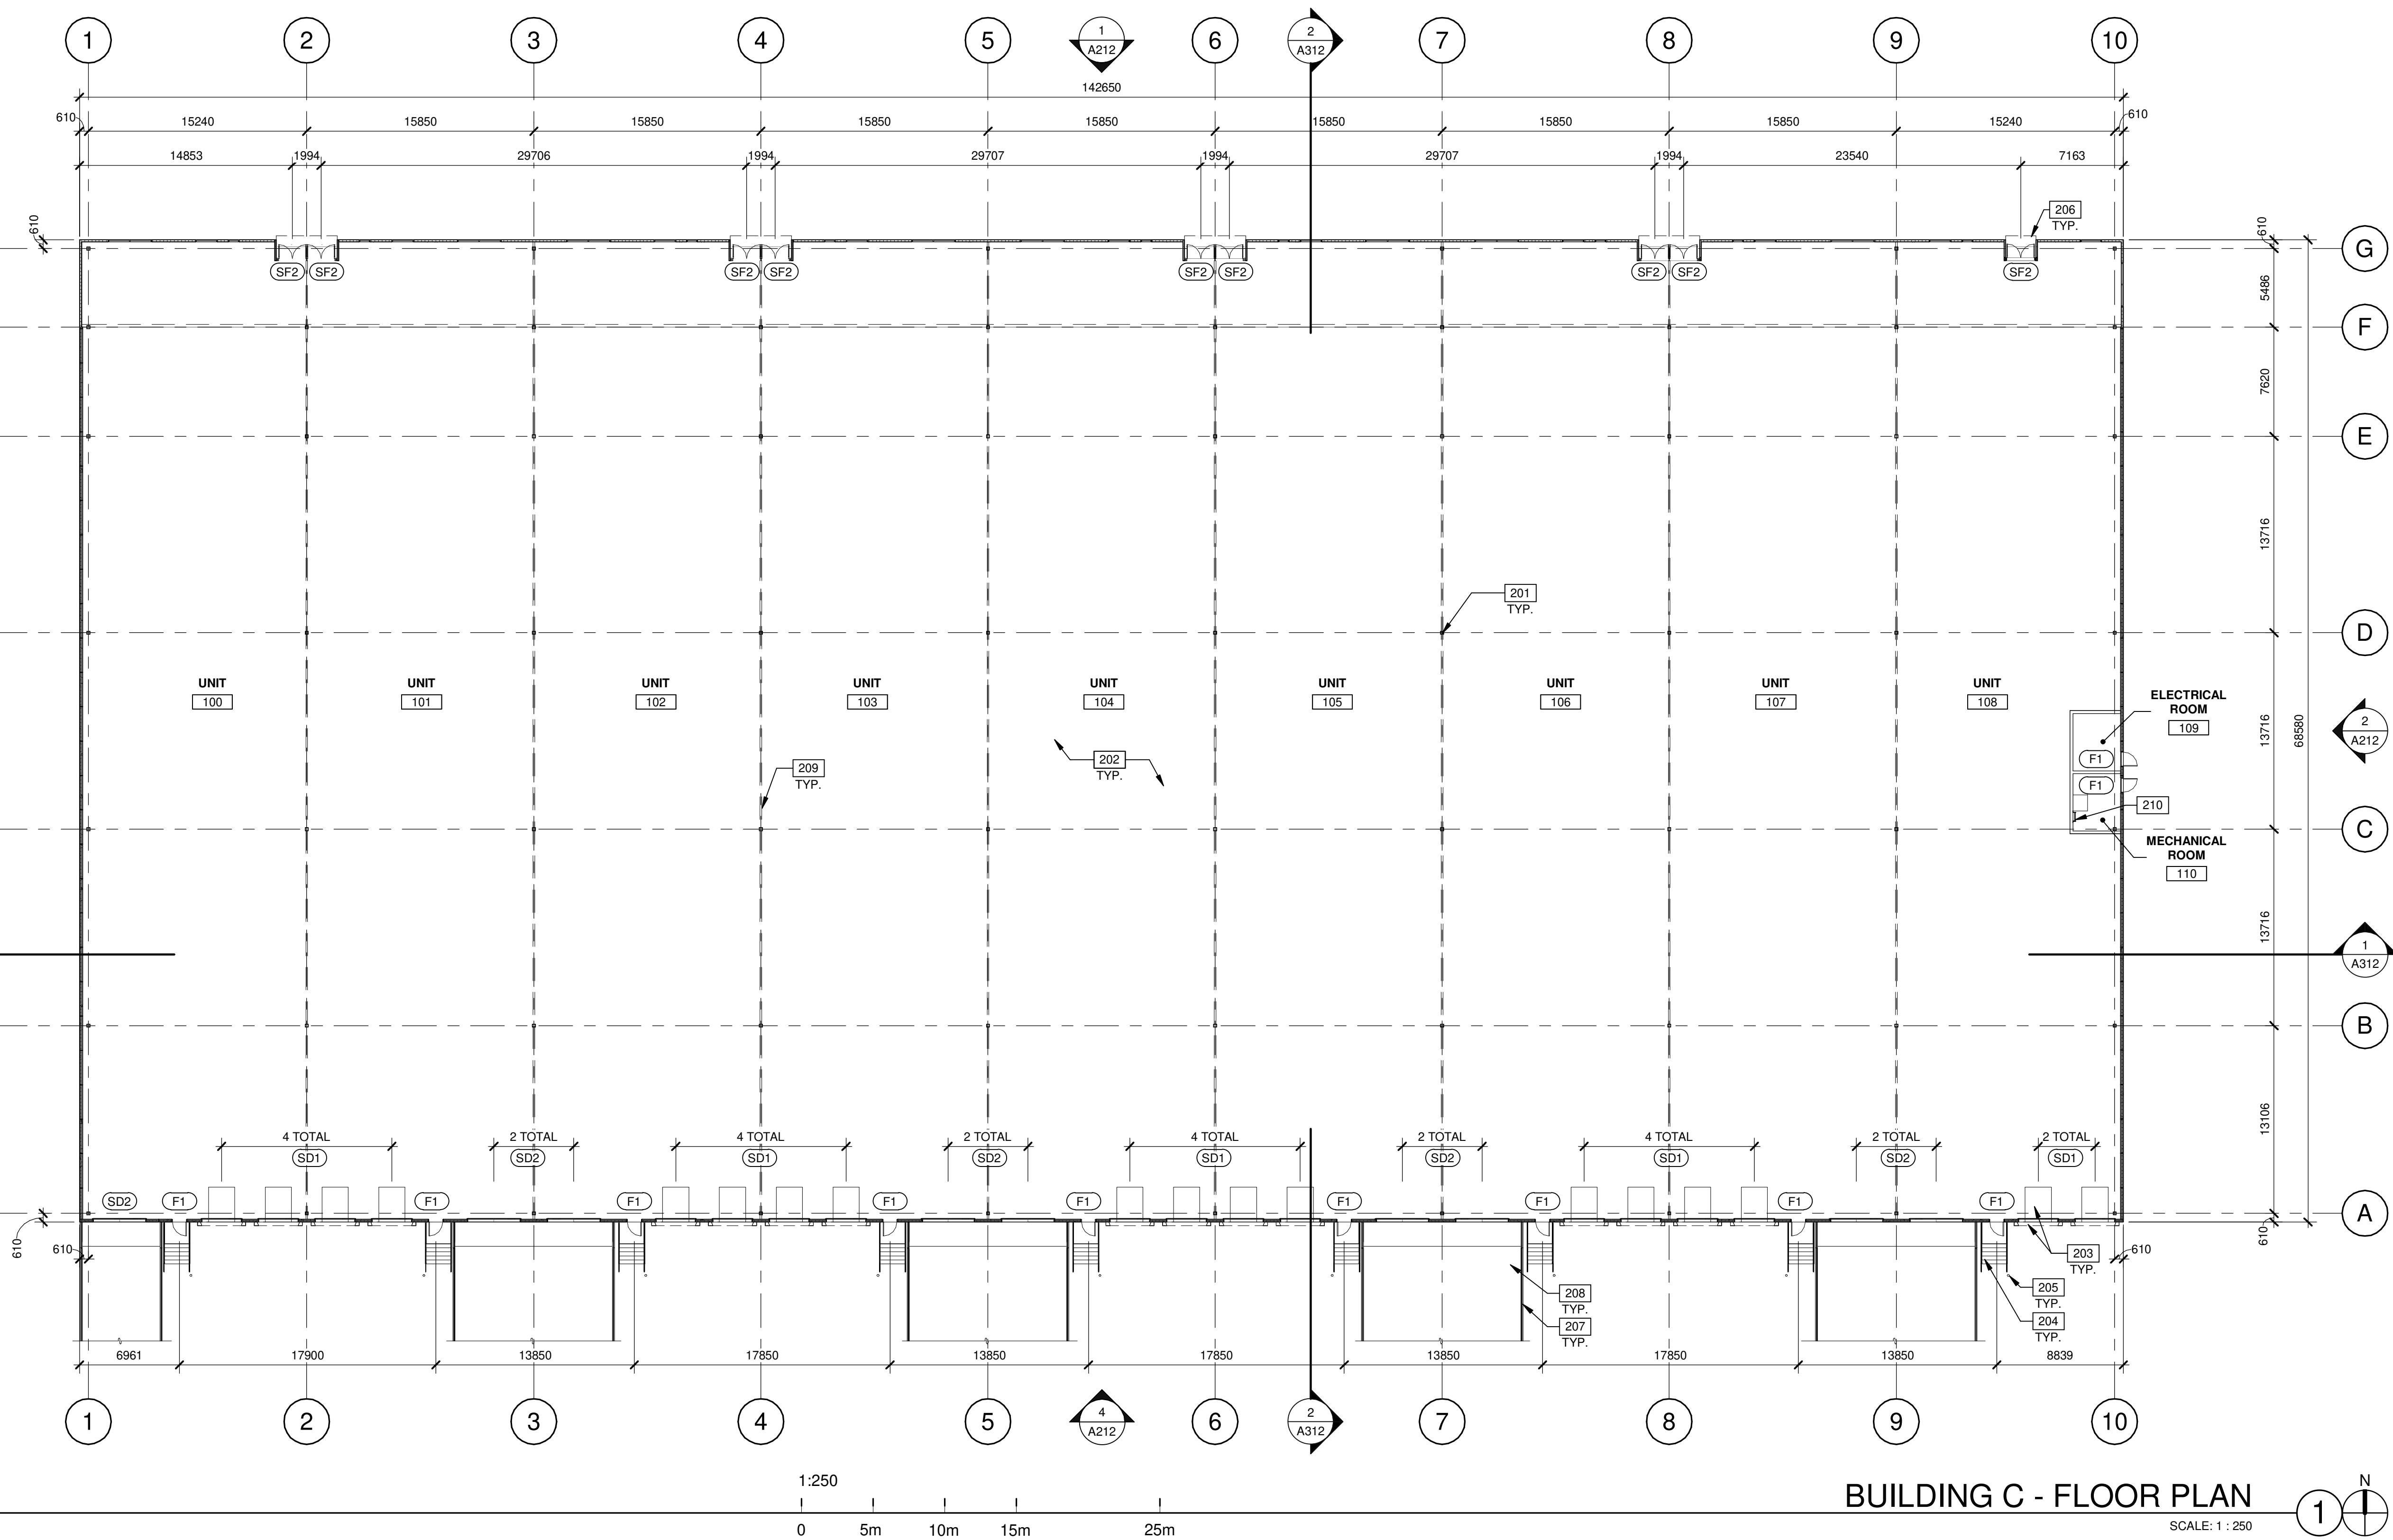 1 2 3 4 5 1 6 2 7 8 9 10
A212 A312
142650
610 15240 15850 15850 15850 15850 15850 15850 15850 15240 610
14853 1994 29706 1994 29707 1994 29707 1994 23540 7163
206
TYP.
610 610
G
SF2 SF2 SF2 SF2 SF2 SF2 SF2 SF2 SF2
5486
F
7620
E
13716
201
TYP.
D
UNIT UNIT UNIT UNIT UNIT UNIT UNIT UNIT UNIT
100 101 102 103 104 105 106 107 108
ELECTRICAL
ROOM
109
13716
68580
2
A212
209
TYP.
202
TYP.
F1
F1
210
C
MECHANICAL
ROOM
110
13716
1
A312
B
13106
4 TOTAL 2 TOTAL 4 TOTAL 2 TOTAL 4 TOTAL 2 TOTAL 4 TOTAL 2 TOTAL 2 TOTAL
SD1 SD2 SD1 SD2 SD1 SD2 SD1 SD2 SD1
SD2 F1 F1 F1 F1 F1 F1 F1 F1 F1
A
610 610 610 610
203
TYP.
205
TYP.
208
TYP.
204
TYP.
207
TYP.
6961 17900 13850 17850 13850 17850 13850 17850 13850 8839
1 2 3 4 5 4 6 2 7 8 9 10
A212 A312
1:250
0 5m 10m 15m 25m
BUILDING C - FLOOR PLAN
SCALE: 1 : 250
1
N